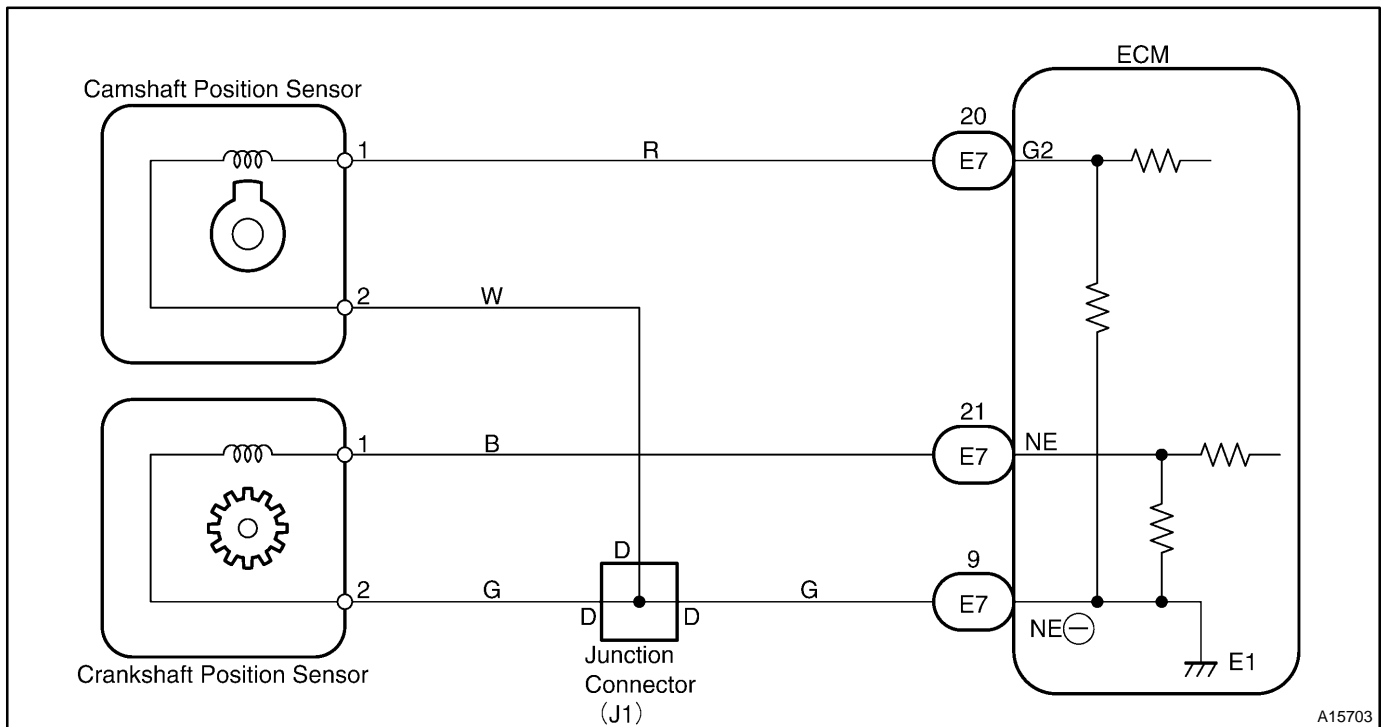 ECM
Camshaft Position Sensor
20
1
R
E7
G2
2
W
21
1
B
E7
NE
D
9
2
G
D
D
G
E7
NE⊖
E1
Crankshaft Position Sensor
Junction
Connector
(J1)
A15703